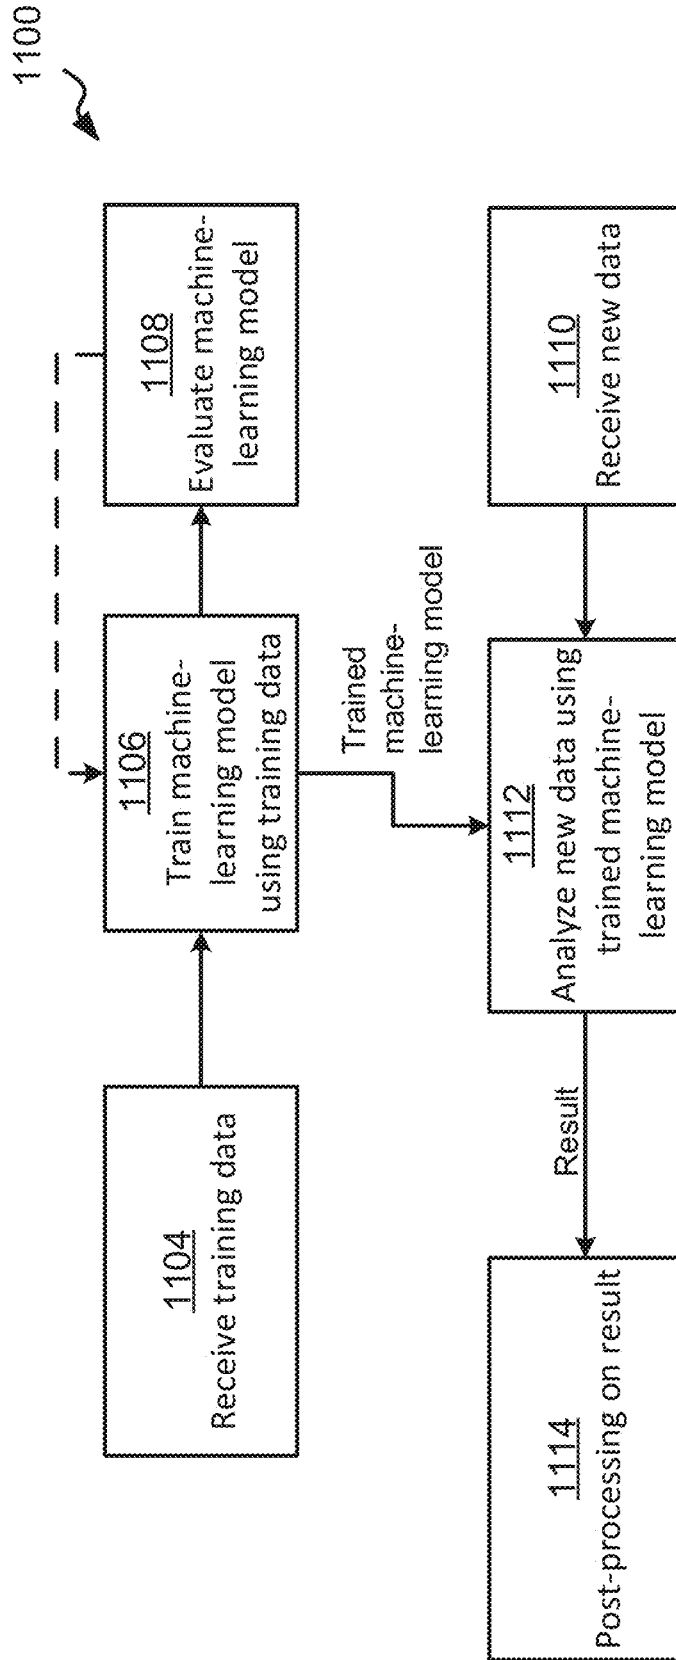 1100
1104
Receive training data
1106
Train machine-
learning model
using training data
1108
Evaluate machine-
learning model
Trained
machine-
learning model
1110
Receive new data
1112
Analyze new data using
trained machine-
learning model
Result
1114
Post-processing on result